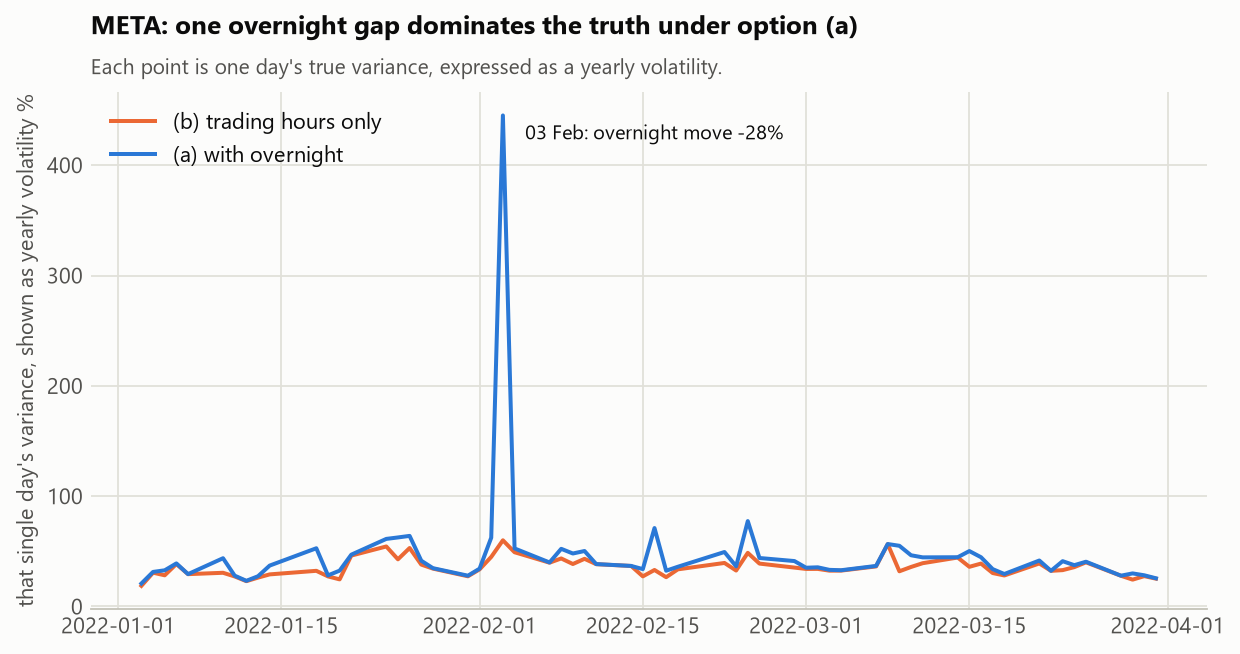 META: one overnight gap dominates the truth under option (a)
Each point is one day's true variance, expressed as a yearly volatility.
that single day's variance, shown as yearly volatility %
(b) trading hours only
(a) with overnight
03 Feb: overnight move -28%
400
300
200
100
0
2022-01-01 2022-01-15 2022-02-01 2022-02-15 2022-03-01 2022-03-15 2022-04-01